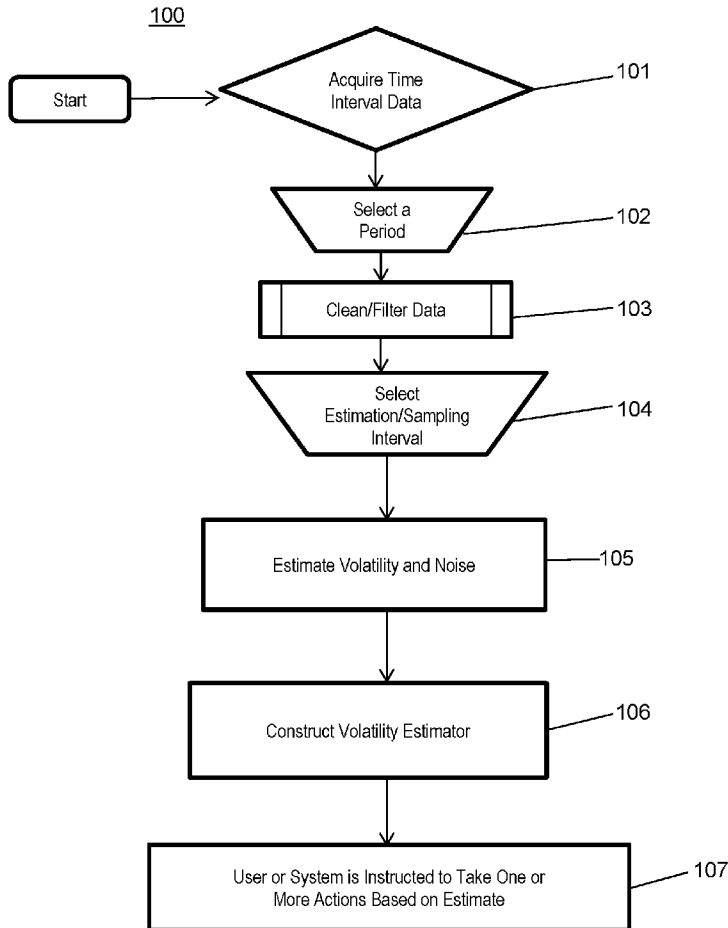 100
Start
Acquire Time
Interval Data
101
Select a
Period
102
Clean/Filter Data
103
Select
Estimation/Sampling
Interval
104
Estimate Volatility and Noise
105
Construct Volatility Estimator
106
User or System is Instructed to Take One or
More Actions Based on Estimate
107